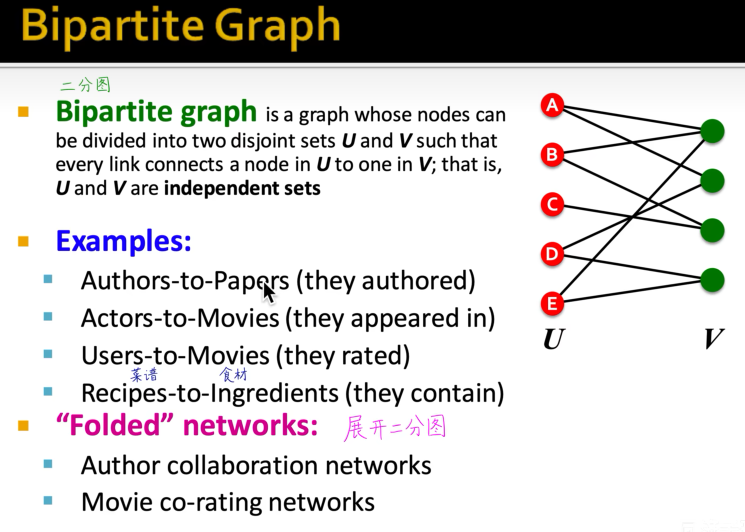 Bipartite Graph
二分图
Bipartite graph is a graph whose nodes can
be divided into two disjoint sets U and V such that
every link connects a node in U to one in V; that is,
U and V are independent sets
Examples:
Authors-to-Papers (they authored)
Actors-to-Movies (they appeared in)
Users-to-Movies (they rated)
菜谱 食材
Recipes-to-Ingredients (they contain)
"Folded" networks: 展开二分图
Author collaboration networks
Movie co-rating networks
A
B
C
D
E
U V